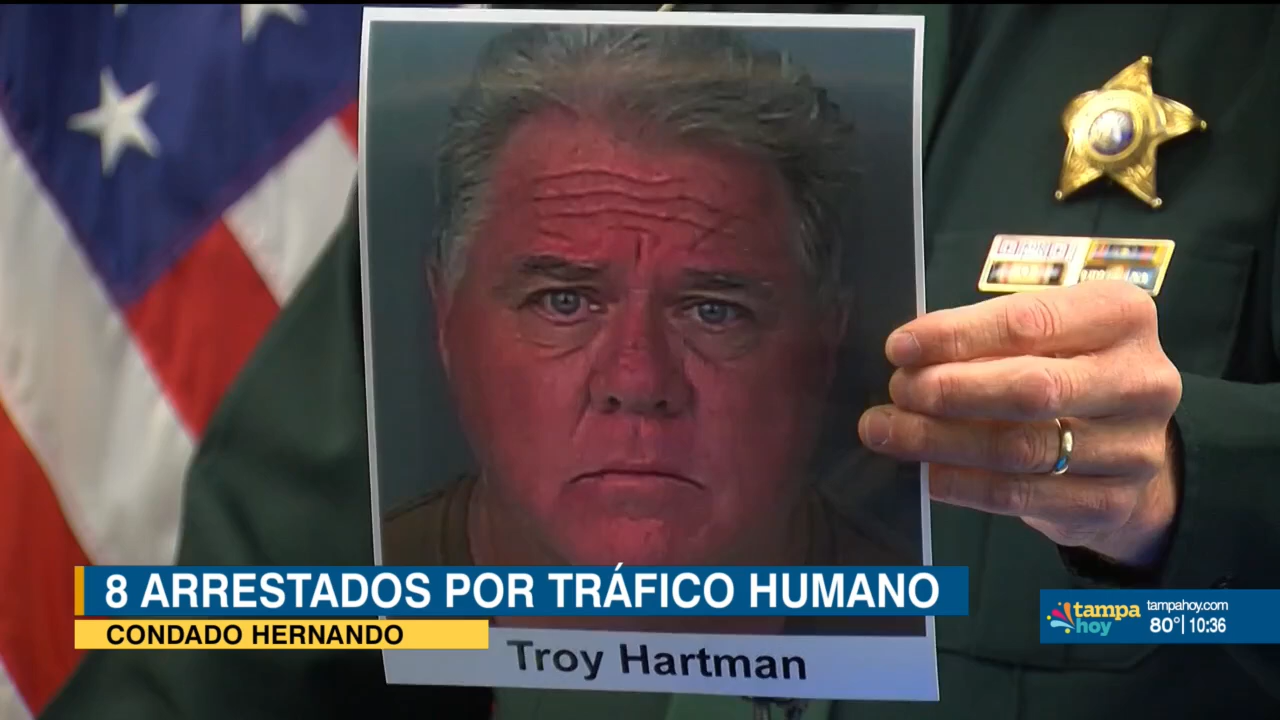 8 ARRESTADOS POR TRÁFICO HUMANO
CONDADO HERNANDO
Troy Hartman
tampa
hoy
tampahoy.com
80° 10:36